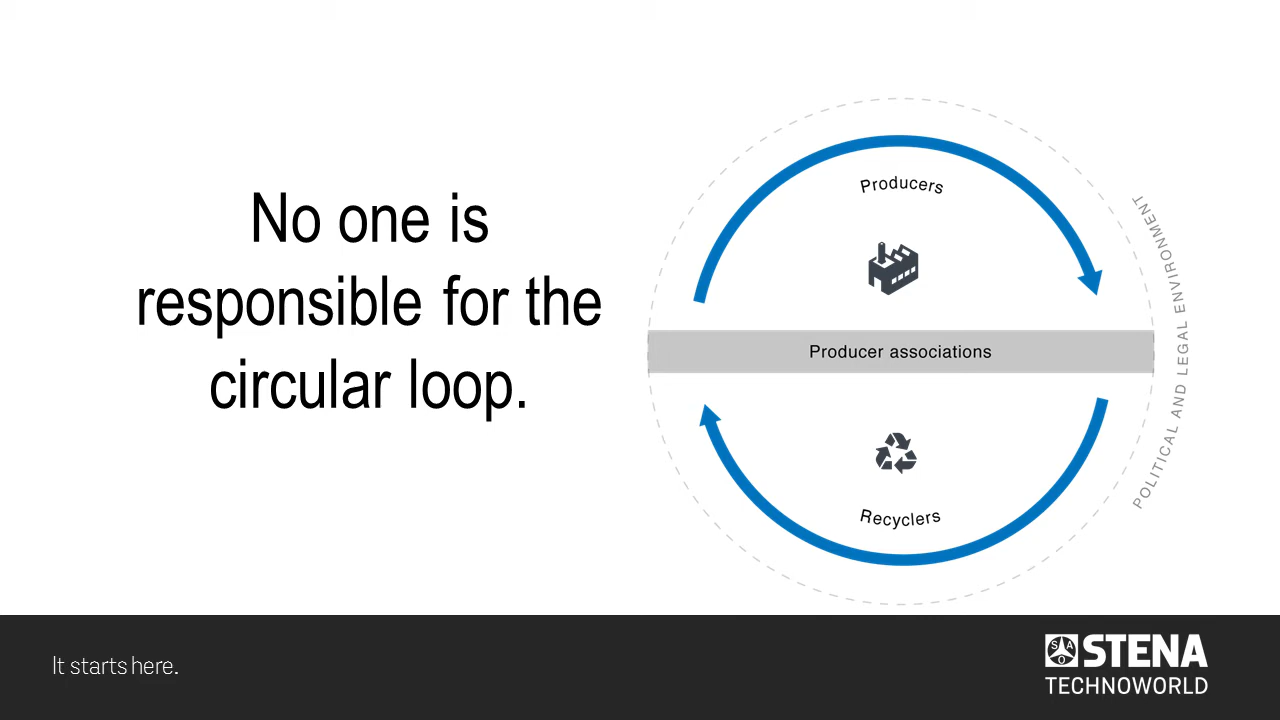 No one is
responsible for the
circular loop.
Producers
Producer associations
Recyclers
POLITICAL AND LEGAL ENVIRONMENT
It starts here.
S A O
STENA
TECHNOWORLD